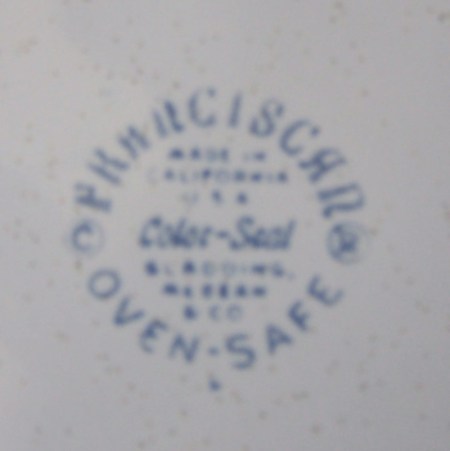 FRANCISCAN
MADE IN
CALIFORNIA
U S A
© Color-Seal ®
GLADDING,
McBEAN
& CO
OVEN-SAFE